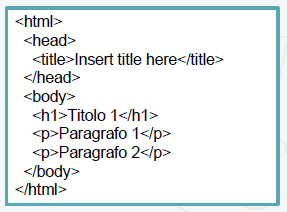 <html>
<head>
<title>Insert title here</title>
</head>
<body>
<h1>Titolo 1</h1>
<p>Paragrafo 1</p>
<p>Paragrafo 2</p>
</body>
</html>